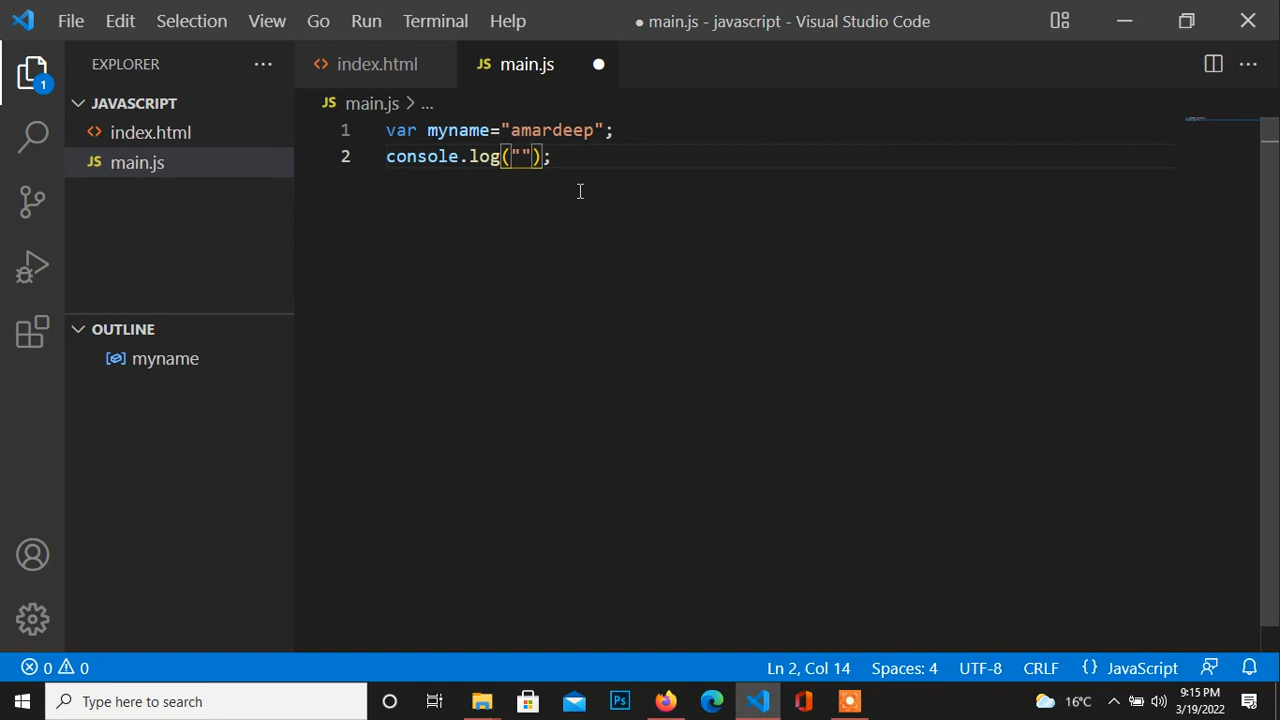 File Edit Selection View Go Run Terminal Help ● main.js - javascript - Visual Studio Code
EXPLORER ...
index.html
JS main.js ●
...
1
JAVASCRIPT
index.html
JS main.js
JS main.js > ...
1 var myname="amardeep";
2 console.log("");
OUTLINE
myname
0 0
Ln 2, Col 14 Spaces: 4 UTF-8 CRLF {} JavaScript
Type here to search
Ps
16°C
9:15 PM
3/19/2022